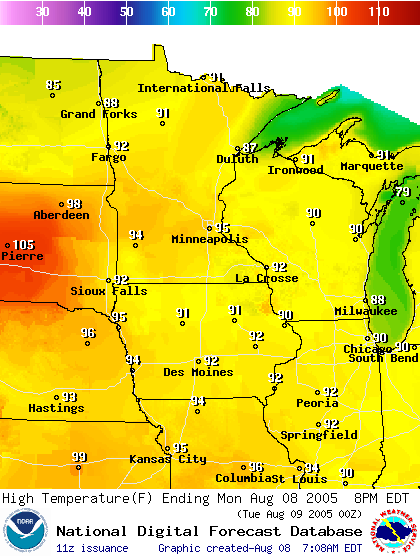 30 40 50 60 70 80 90 100 110
91
International Falls
85
88
Grand Forks
91
92
Fargo
87
Duluth
91
Ironwood
91
Marquette
79
98
Aberdeen
90
95
Minneapolis
94
90
105
Pierre
92
La Crosse
92
Sioux Falls
88
Milwaukee
95
91
91
90
96
92
90
Chicago
90
South Bend
94
92
Des Moines
92
93
Hastings
94
92
Peoria
92
Springfield
95
Kansas City
99
96
Columbia
94
St Louis
90
High Temperature(F) Ending Mon Aug 08 2005 8PM EDT
(Tue Aug 09 2005 00Z)
NOAA
National Digital Forecast Database
11z issuance Graphic created-Aug 08 7:08AM EDT